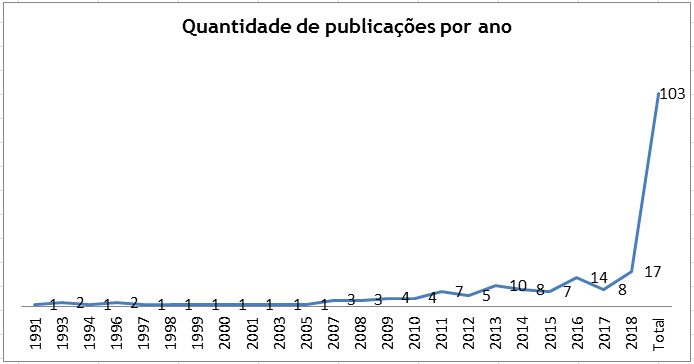 Quantidade de publicações por ano
103
1 2 1 2 1 1 1 1 1 1 1 3 3 4 4 7 5 10 8 7 14 8 17
1991 1993 1994 1996 1997 1998 1999 2000 2001 2003 2005 2007 2008 2009 2010 2011 2012 2013 2014 2015 2016 2017 2018 Total